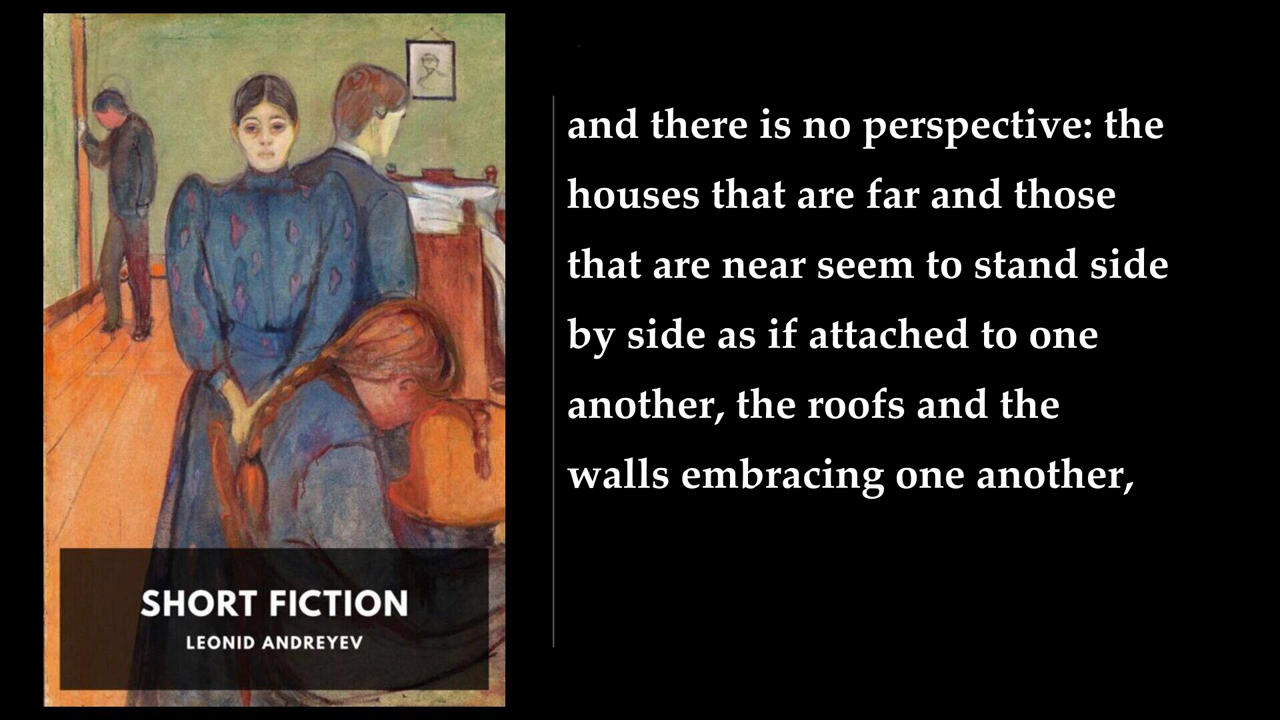 SHORT FICTION
LEONID ANDREYEV
and there is no perspective: the
houses that are far and those
that are near seem to stand side
by side as if attached to one
another, the roofs and the
walls embracing one another,